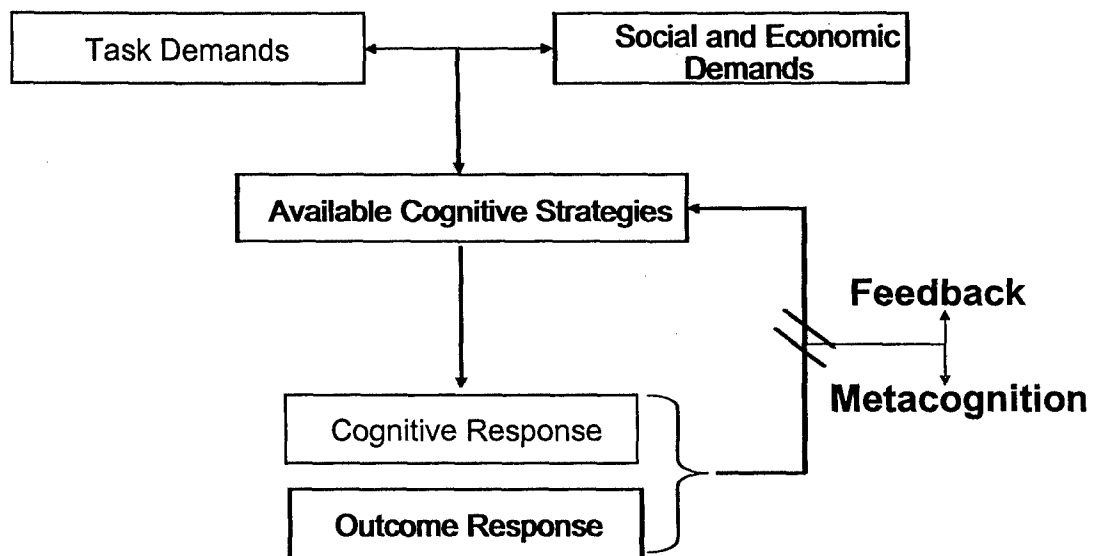 Task Demands
Social and Economic
Demands
Available Cognitive Strategies
Feedback
Metacognition
Cognitive Response
Outcome Response